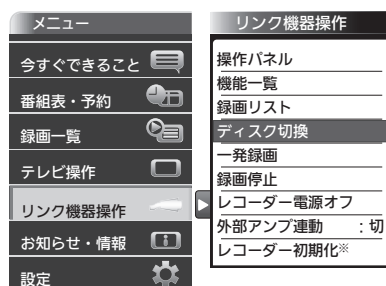 メニュー
今すぐできること
番組表・予約
録画一覧
テレビ操作
リンク機器操作
お知らせ・情報
設定
リンク機器操作
操作パネル
機能一覧
録画リスト
ディスク切換
一発録画
録画停止
レコーダー電源オフ
外部アンプ連動 :切
レコーダー初期化※